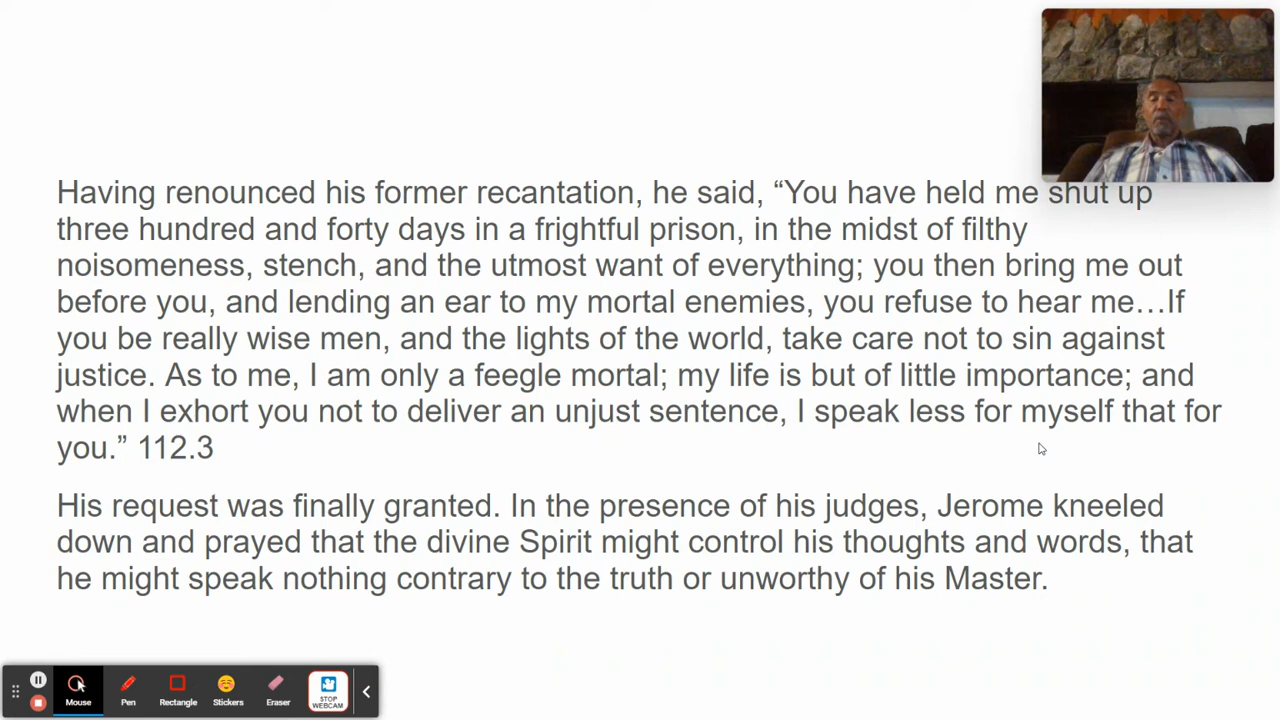 Having renounced his former recantation, he said, “You have held me shut up
three hundred and forty days in a frightful prison, in the midst of filthy
noisomeness, stench, and the utmost want of everything; you then bring me out
before you, and lending an ear to my mortal enemies, you refuse to hear me…If
you be really wise men, and the lights of the world, take care not to sin against
justice. As to me, I am only a feegle mortal; my life is but of little importance; and
when I exhort you not to deliver an unjust sentence, I speak less for myself that for
you.” 112.3
His request was finally granted. In the presence of his judges, Jerome kneeled
down and prayed that the divine Spirit might control his thoughts and words, that
he might speak nothing contrary to the truth or unworthy of his Master.
Mouse
Pen
Rectangle
Stickers
Eraser
STOP
WEBCAM